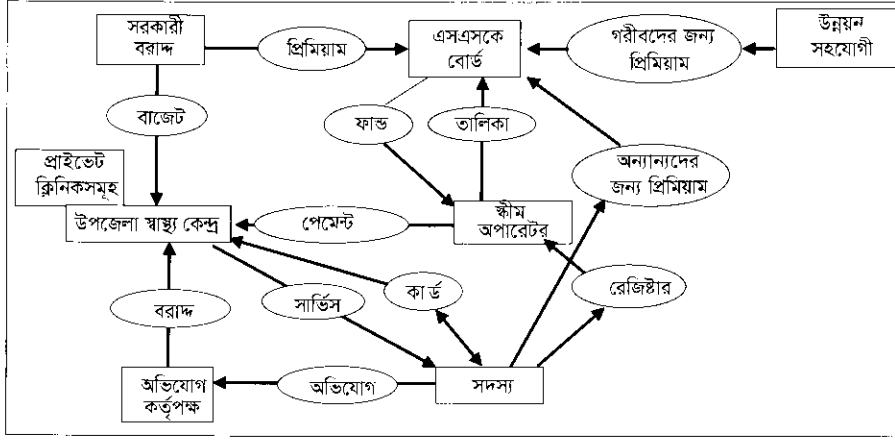 সরকারী
বরাদ্দ
প্রিমিয়াম
এসএসকে
বোর্ড
গরীবদের জন্য
প্রিমিয়াম
উন্নয়ন
সহযোগী
বাজেট
ফান্ড
তালিকা
প্রাইভেট
ক্লিনিকসমূহ
অন্যান্যদের
জন্য প্রিমিয়াম
উপজেলা স্বাস্থ্য কেন্দ্র
পেমেন্ট
স্কীম
অপারেটর
বরাদ্দ
সার্ভিস
কার্ড
রেজিষ্টার
অভিযোগ
কর্তৃপক্ষ
অভিযোগ
সদস্য